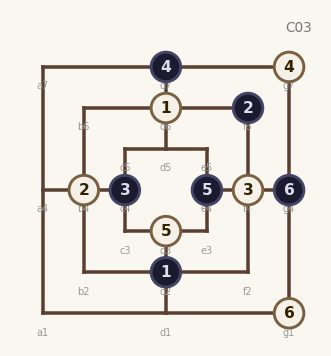 C03
4 4
a7 d7 g7
1 2
b6 d6 f6
c5 d5 e5
2 3 5 3 6
a4 b4 c4 e4 f4 g4
5
c3 d3 e3
1
b2 d2 f2
6
a1 d1 g1